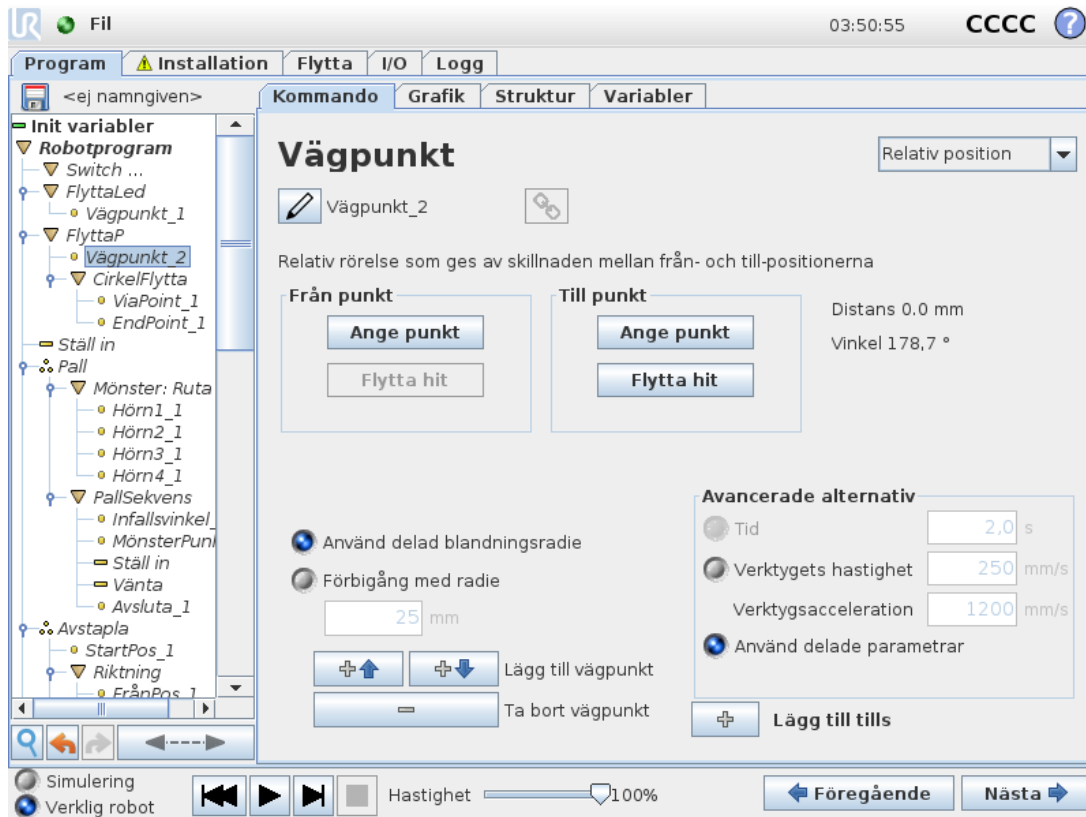 UR Fil 03:50:55 CCCC ?
Program Installation Flytta I/O Logg
<ej namngiven>
Kommando Grafik Struktur Variabler
Init variabler
Robotprogram
Switch ...
FlyttaLed
Vägpunkt_1
FlyttaP
Vägpunkt_2
CirkelFlytta
ViaPoint_1
EndPoint_1
Ställ in
Pall
Mönster: Ruta
Hörn1_1
Hörn2_1
Hörn3_1
Hörn4_1
PallSekvens
Infallsvinkel_
MönsterPunk
Ställ in
Vänta
Avsluta_1
Avstapla
StartPos_1
Riktning
FrånPos_1
Vägpunkt
Relativ position
Vägpunkt_2
Relativ rörelse som ges av skillnaden mellan från- och till-positionerna
Från punkt
Ange punkt
Flytta hit
Till punkt
Ange punkt
Flytta hit
Distans 0.0 mm
Vinkel 178,7 °
Använd delad blandningsradie
Förbigång med radie
25 mm
Lägg till vägpunkt
Ta bort vägpunkt
Avancerade alternativ
Tid 2,0 s
Verktygets hastighet 250 mm/s
Verktygsacceleration 1200 mm/s
Använd delade parametrar
Lägg till tills
Simulering
Verklig robot
Hastighet 100%
Föregående Nästa